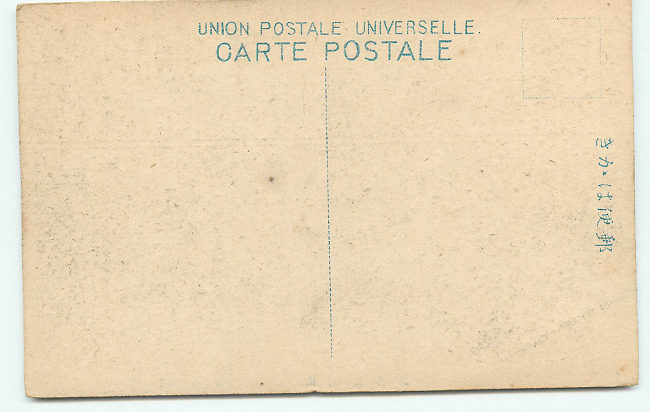 UNION POSTALE UNIVERSELLE.
CARTE POSTALE
郵便はかき